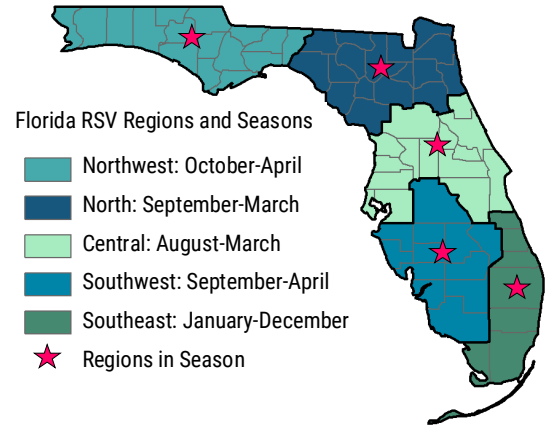 Florida RSV Regions and Seasons
Northwest: October-April
North: September-March
Central: August-March
Southwest: September-April
Southeast: January-December
Regions in Season